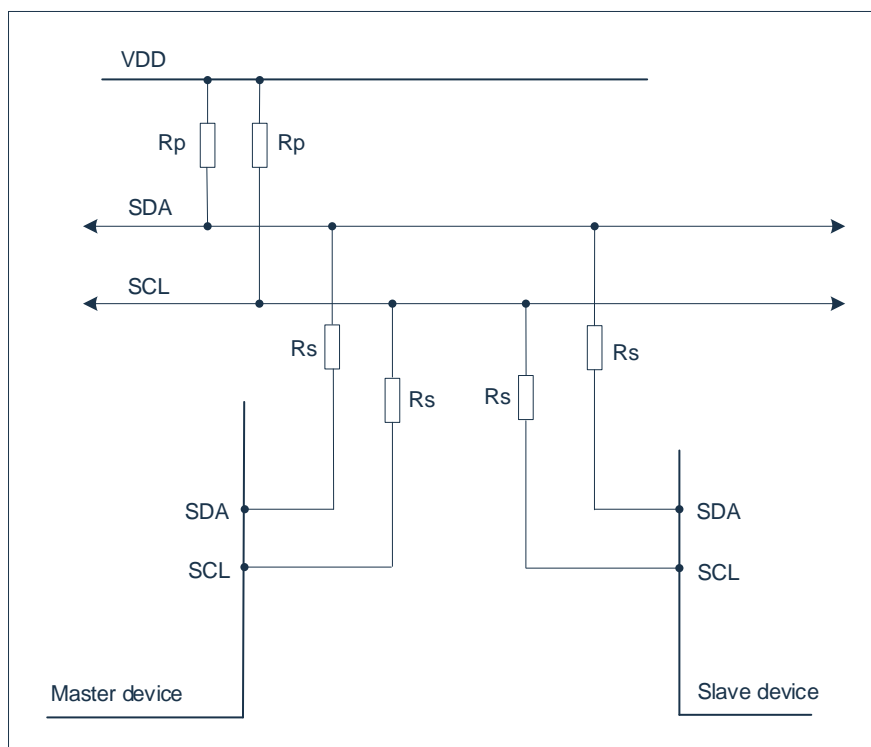 VDD
Rp
Rp
SDA
SCL
Rs
Rs
Rs
Rs
SDA
SDA
SCL
SCL
Master device
Slave device